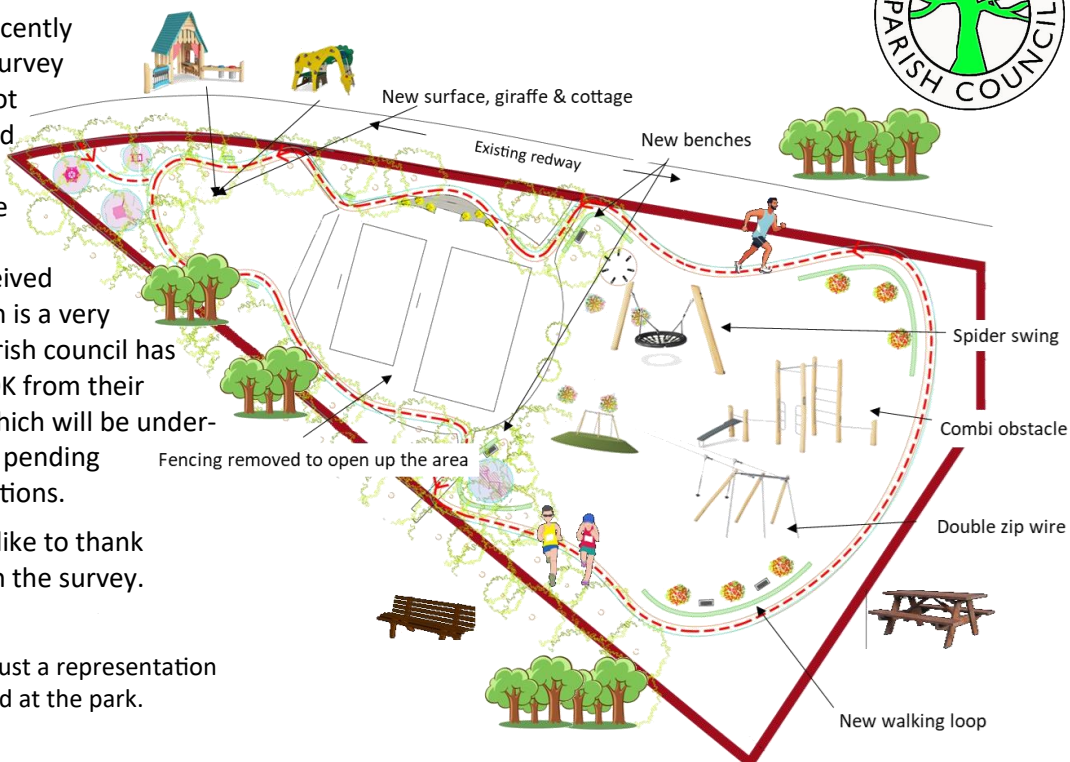 cently
urvey
ot
d
e
eived
n is a very
rish council has
0K from their
hich will be under-
pending
tions.
like to thank
n the survey.
ust a representation
d at the park.
PARISH COUNCIL
New surface, giraffe & cottage
Existing redway
New benches
Spider swing
Combi obstacle
Fencing removed to open up the area
Double zip wire
New walking loop